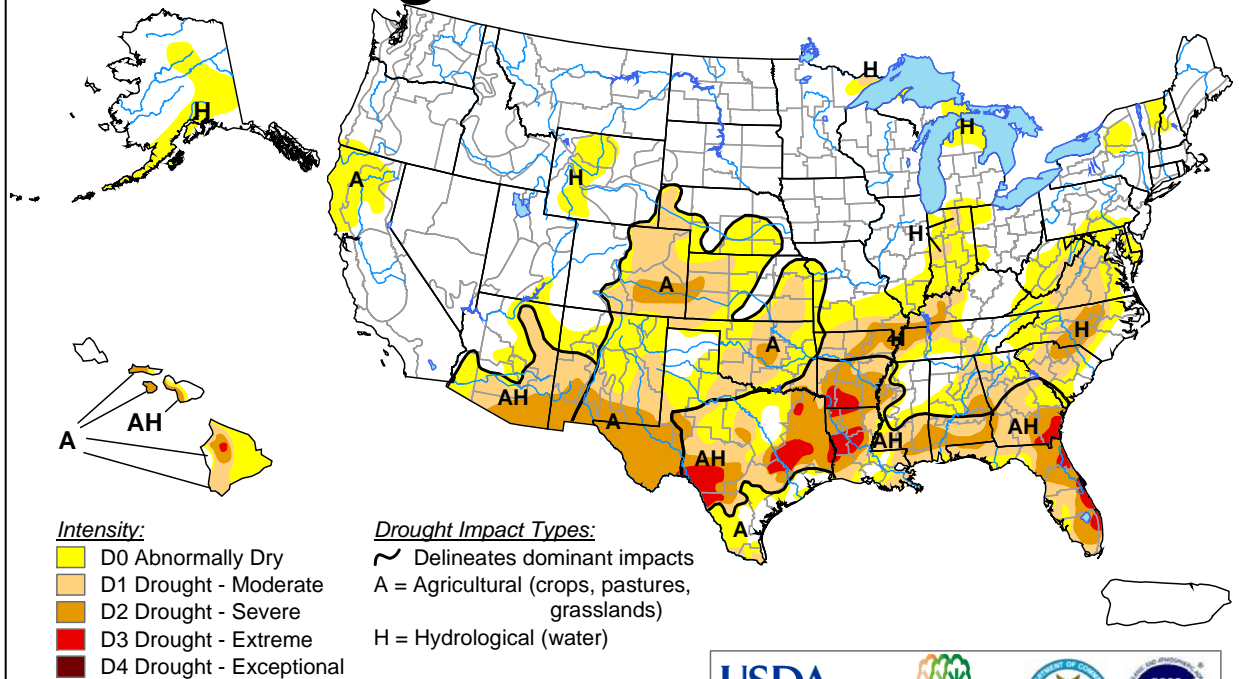 H
H
H
A
H
H
A
H
A
H
AH
A
AH
AH
AH
A
A
AH
Intensity:
D0 Abnormally Dry
D1 Drought - Moderate
D2 Drought - Severe
D3 Drought - Extreme
D4 Drought - Exceptional
Drought Impact Types:
Delineates dominant impacts
A = Agricultural (crops, pastures,
grasslands)
H = Hydrological (water)
USDA